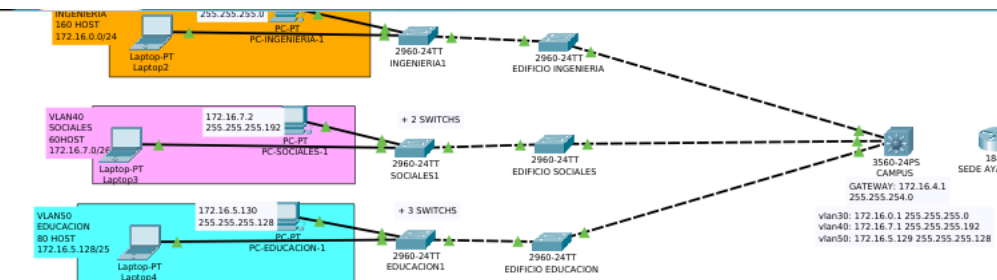 INGENIERIA
160 HOST
172.16.0.0/24
255.255.255.0
PC-PT
PC-INGENIERIA-1
Laptop-PT
Laptop2
2960-24TT
INGENIERIA1
2960-24TT
EDIFICIO INGENIERIA
VLAN40
SOCIALES
60HOST
172.16.7.0/26
172.16.7.2
255.255.255.192
PC-PT
PC-SOCIALES-1
Laptop-PT
Laptop3
+ 2 SWITCHS
2960-24TT
SOCIALES1
2960-24TT
EDIFICIO SOCIALES
3560-24PS
CAMPUS
GATEWAY: 172.16.4.1
255.255.254.0
vlan30: 172.16.0.1 255.255.255.0
vlan40: 172.16.7.1 255.255.255.192
vlan50: 172.16.5.129 255.255.255.128
18
SEDE AYA
VLAN50
EDUCACION
80 HOST
172.16.5.128/25
172.16.5.130
255.255.255.128
PC-PT
PC-EDUCACION-1
Laptop-PT
Laptop4
+ 3 SWITCHS
2960-24TT
EDUCACION1
2960-24TT
EDIFICIO EDUCACION